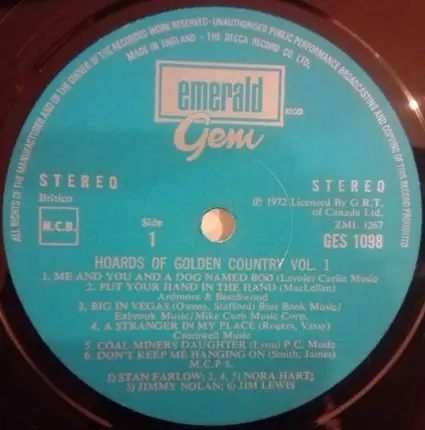 ALL RIGHTS OF THE MANUFACTURER AND OF THE OWNER OF THE RECORDED WORK RESERVED · UNAUTHORISED PUBLIC PERFORMANCE BROADCASTING AND COPYING OF THIS RECORD PROHIBITED
MADE IN ENGLAND · THE DECCA RECORD CO. LTD.
emerald
REGD
Gem
STEREO
STEREO
Britico
M.C.B.
Side
1
℗ 1972 Licensed By G.R.T.
of Canada Ltd.
ZML 1267
GES 1098
HOARDS OF GOLDEN COUNTRY VOL. 1
1. ME AND YOU AND A DOG NAMED BOO (Lavoie) Carlin Music
2. PUT YOUR HAND IN THE HAND (MacLellan)
Ardmore & Beechwood
3. BIG IN VEGAS (Owens, Stafford) Blue Book Music/
Exbrook Music/ Mike Curb Music Corp.
4. A STRANGER IN MY PLACE (Rogers, Vassy)
Cromwell Music
5. COAL MINERS DAUGHTER (Lynn) P.C. Music
6. DON'T KEEP ME HANGING ON (Smith, James)
M.C.P.S.
1) STAN FARLOW; 2, 4, 5) NORA HART;
3) JIMMY NOLAN; 6) JIM LEWIS